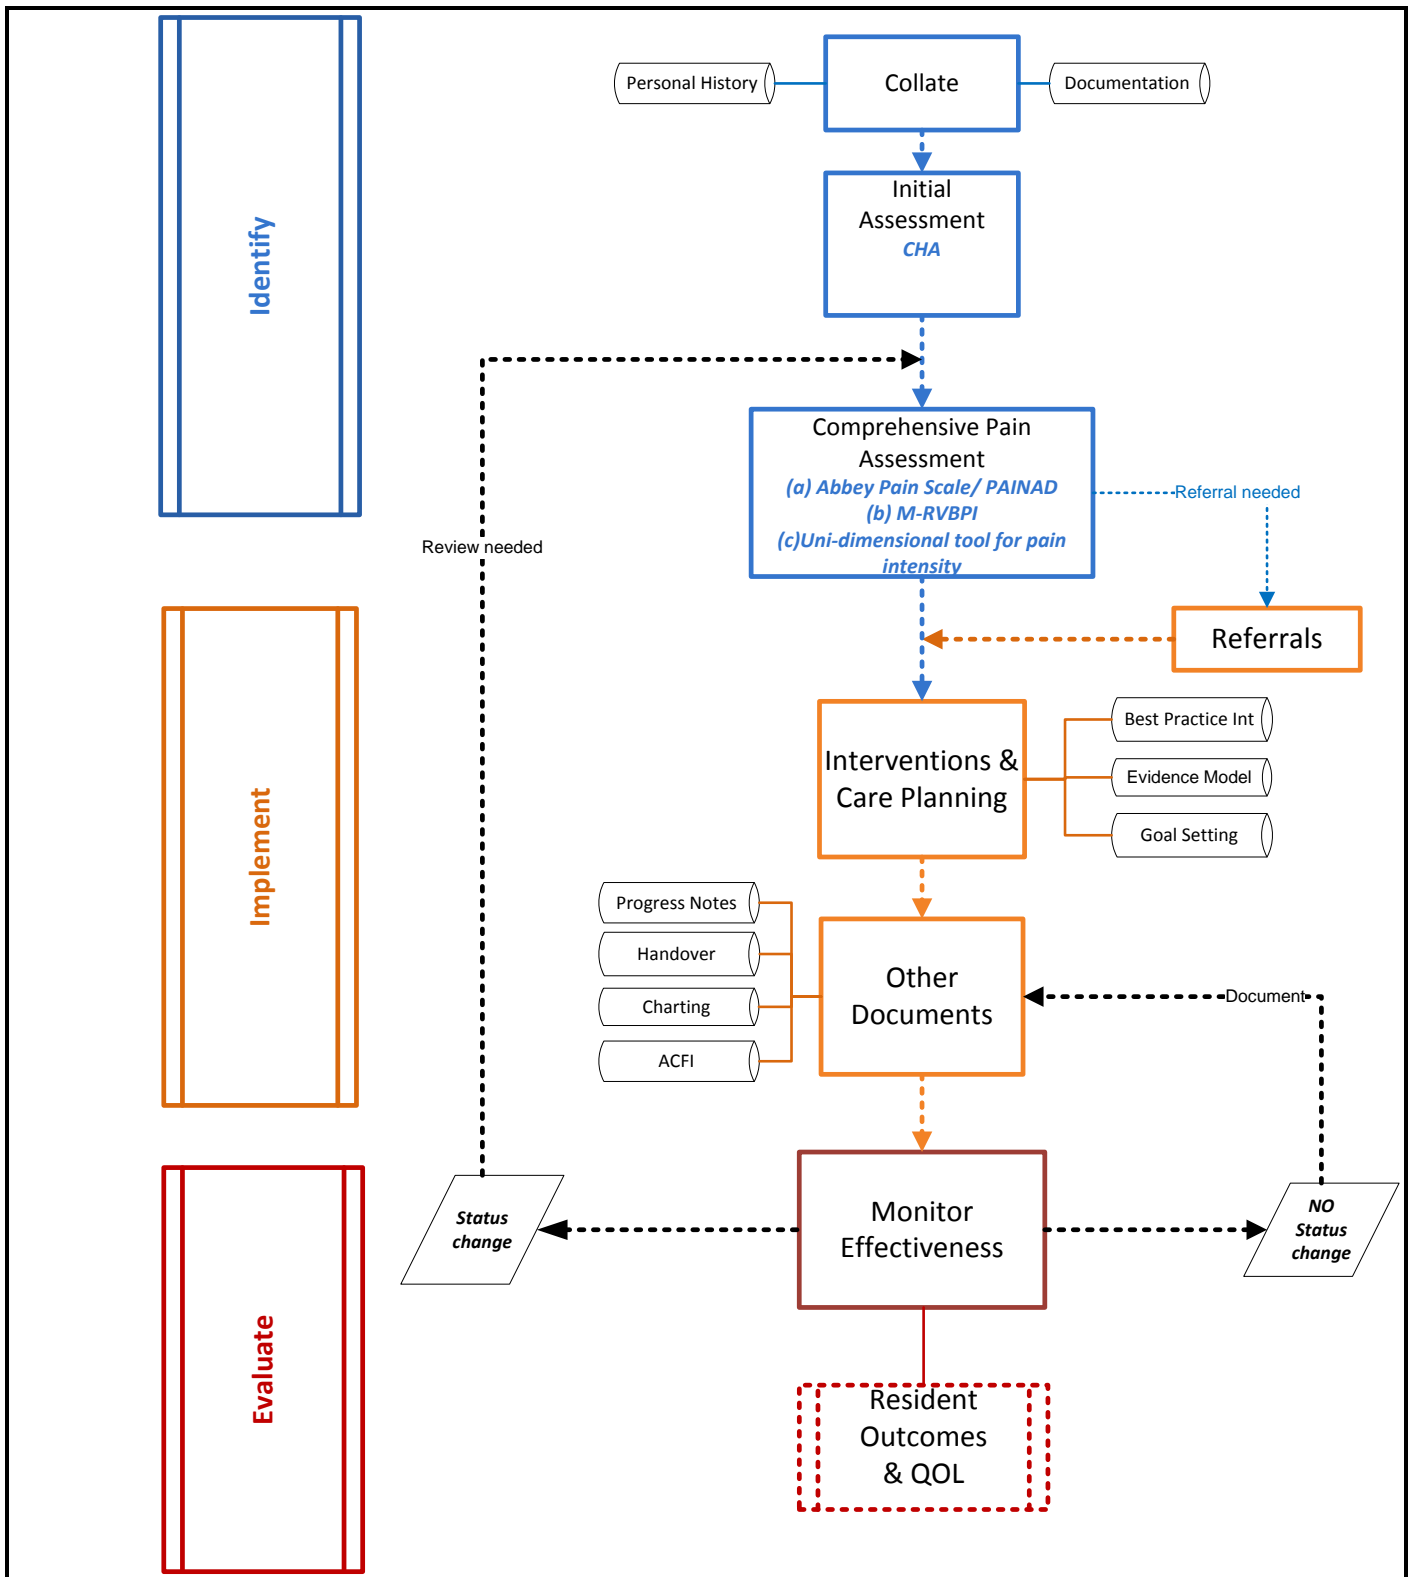 Identify
Personal History
Collate
Documentation
Initial
Assessment
CHA
Comprehensive Pain
Assessment
(a) Abbey Pain Scale/ PAINAD
(b) M-RVBPI
(c)Uni-dimensional tool for pain
intensity
Referral needed
Review needed
Implement
Referrals
Interventions &
Care Planning
Best Practice Int
Evidence Model
Goal Setting
Progress Notes
Handover
Charting
ACFI
Other
Documents
Document
Evaluate
Status
change
Monitor
Effectiveness
NO
Status
change
Resident
Outcomes
& QOL